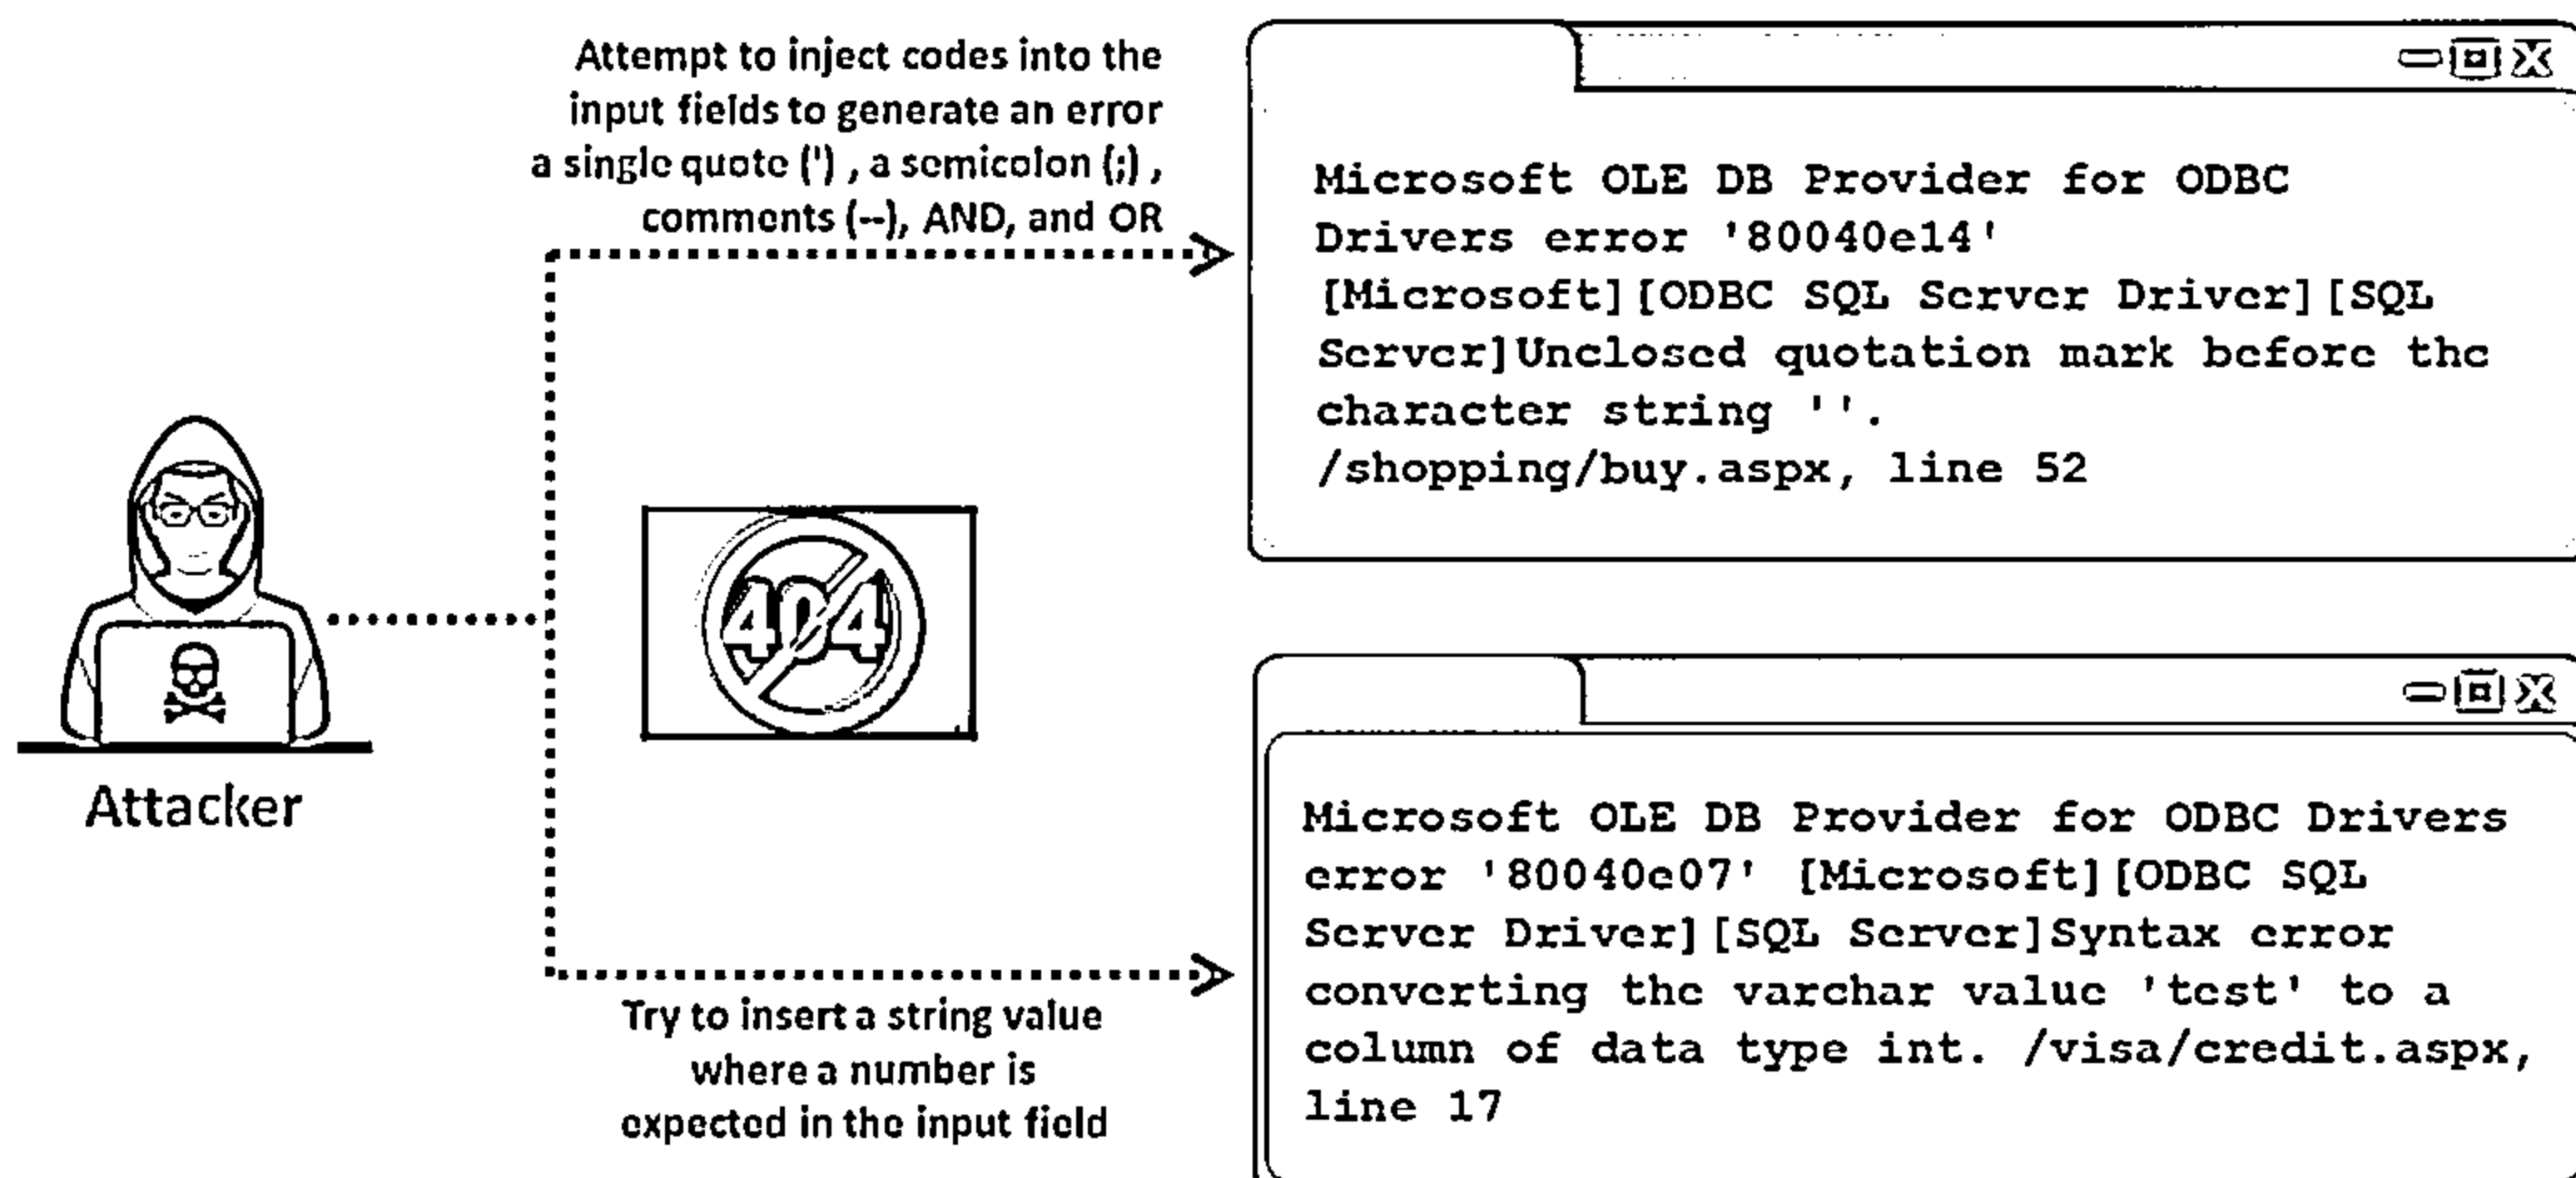 Attempt to inject codes into the
input fields to generate an error
a single quote (') , a semicolon (;) ,
comments (--), AND, and OR
Microsoft OLE DB Provider for ODBC
Drivers error '80040e14'
[Microsoft][ODBC SQL Server Driver][SQL
Server]Unclosed quotation mark before the
character string ''.
/shopping/buy.aspx, line 52
404
Attacker
Try to insert a string value
where a number is
expected in the input field
Microsoft OLE DB Provider for ODBC Drivers
error '80040e07' [Microsoft][ODBC SQL
Server Driver][SQL Server]Syntax error
converting the varchar value 'test' to a
column of data type int. /visa/credit.aspx,
line 17